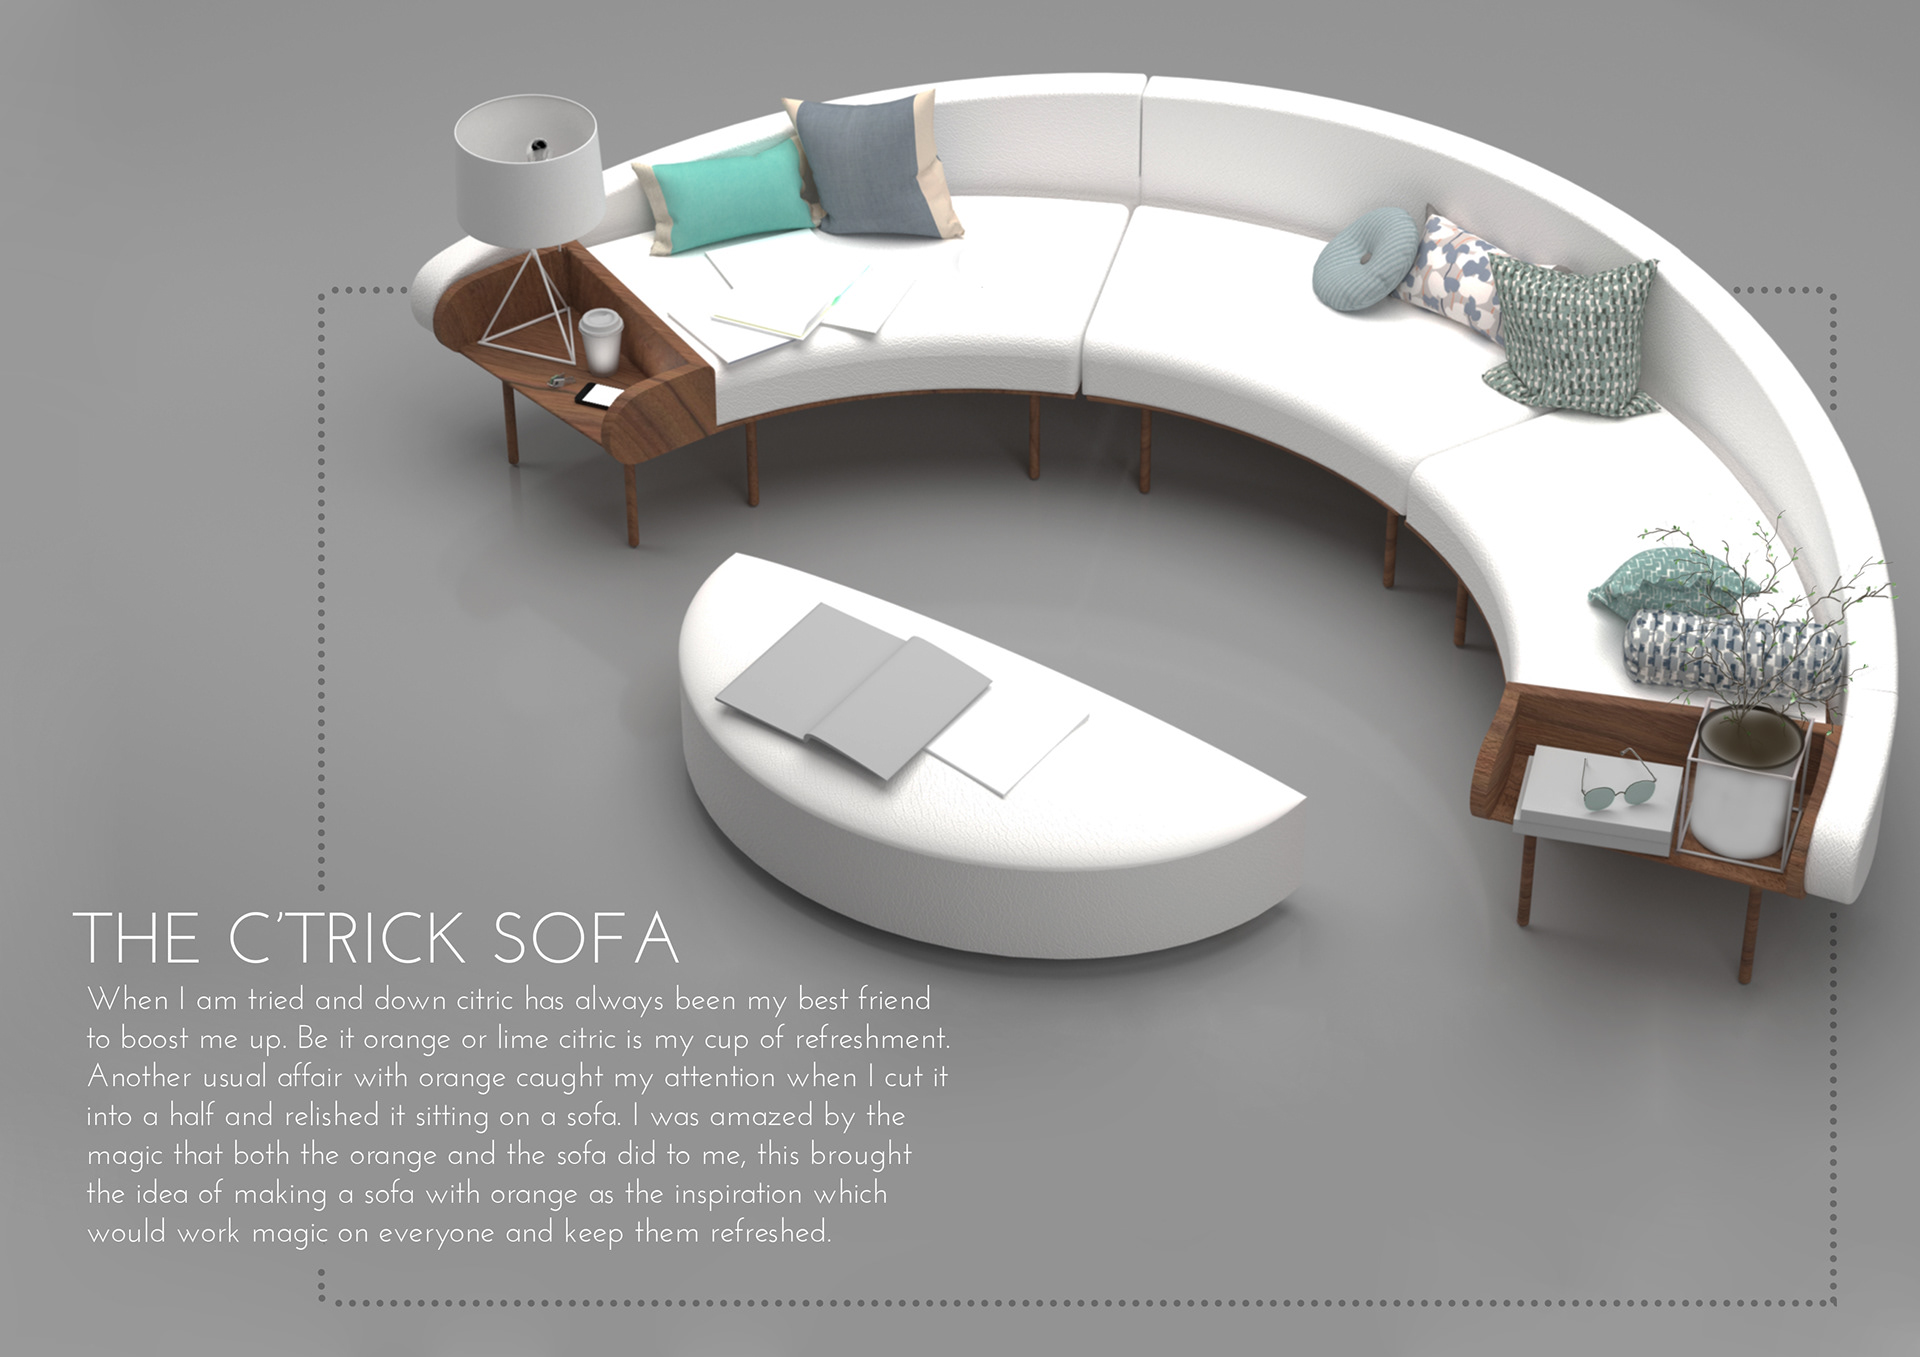 THE C'TRICK SOFA
When I am tried and down citric has always been my best friend
to boost me up. Be it orange or lime citric is my cup of refreshment.
Another usual affair with orange caught my attention when I cut it
into a half and relished it sitting on a sofa. I was amazed by the
magic that both the orange and the sofa did to me, this brought
the idea of making a sofa with orange as the inspiration which
would work magic on everyone and keep them refreshed.